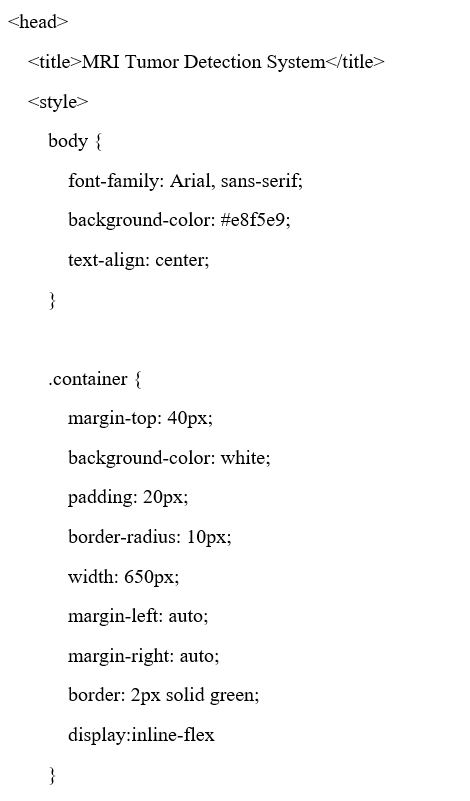 <head>
<title>MRI Tumor Detection System</title>
<style>
body {
font-family: Arial, sans-serif;
background-color: #e8f5e9;
text-align: center;
}
.container {
margin-top: 40px;
background-color: white;
padding: 20px;
border-radius: 10px;
width: 650px;
margin-left: auto;
margin-right: auto;
border: 2px solid green;
display:inline-flex
}